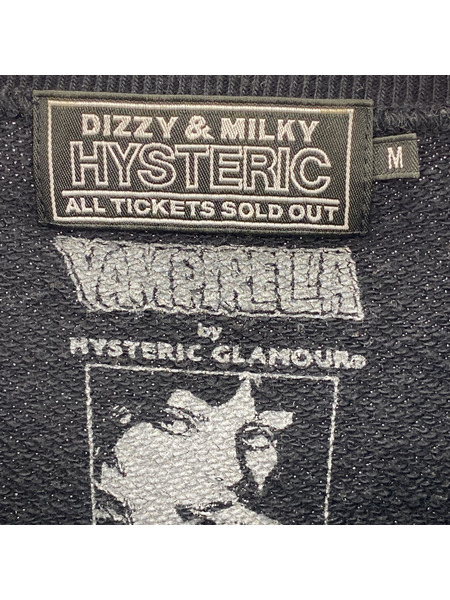 DIZZY & MILKY
HYSTERIC
ALL TICKETS SOLD OUT
M
VAMPIRELLA
by
HYSTERIC GLAMOUR®